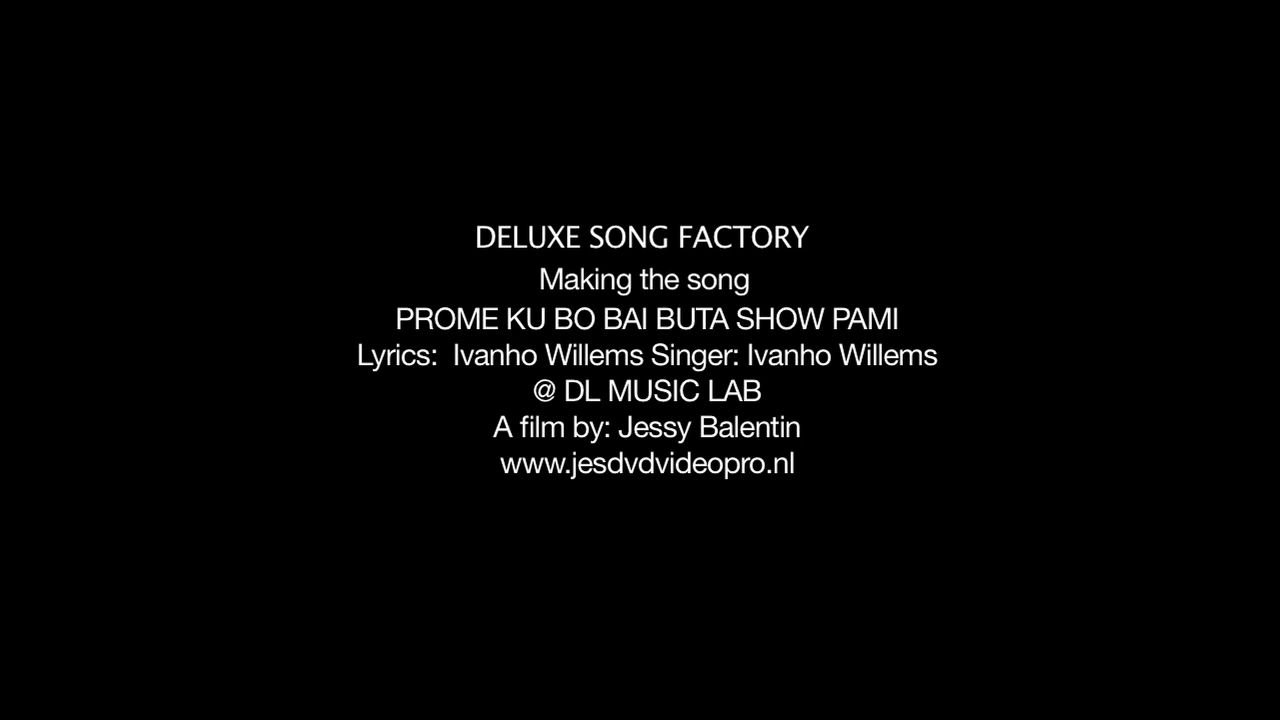 DELUXE SONG FACTORY
Making the song
PROME KU BO BAI BUTA SHOW PAMI
Lyrics:  Ivanho Willems Singer: Ivanho Willems
@ DL MUSIC LAB
A film by: Jessy Balentin
www.jesdvdvideopro.nl